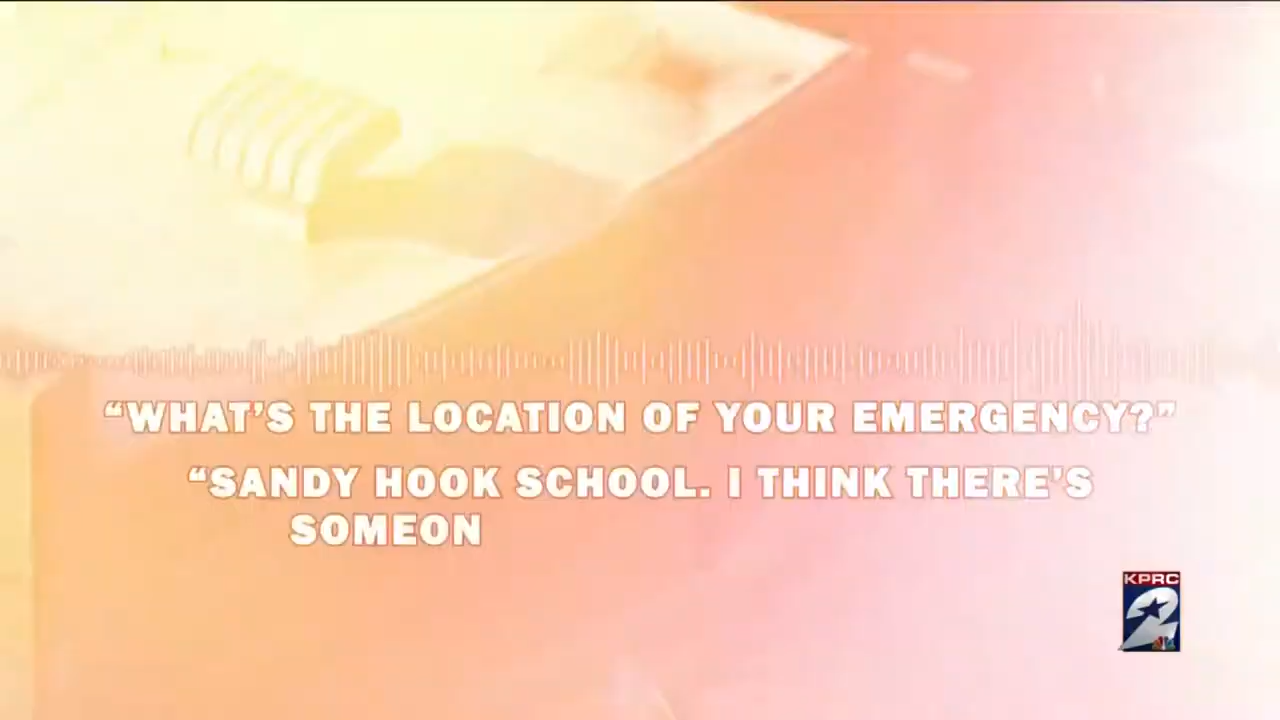 “WHAT’S THE LOCATION OF YOUR EMERGENCY?”
“SANDY HOOK SCHOOL. I THINK THERE’S
SOMEON
KPRC
2